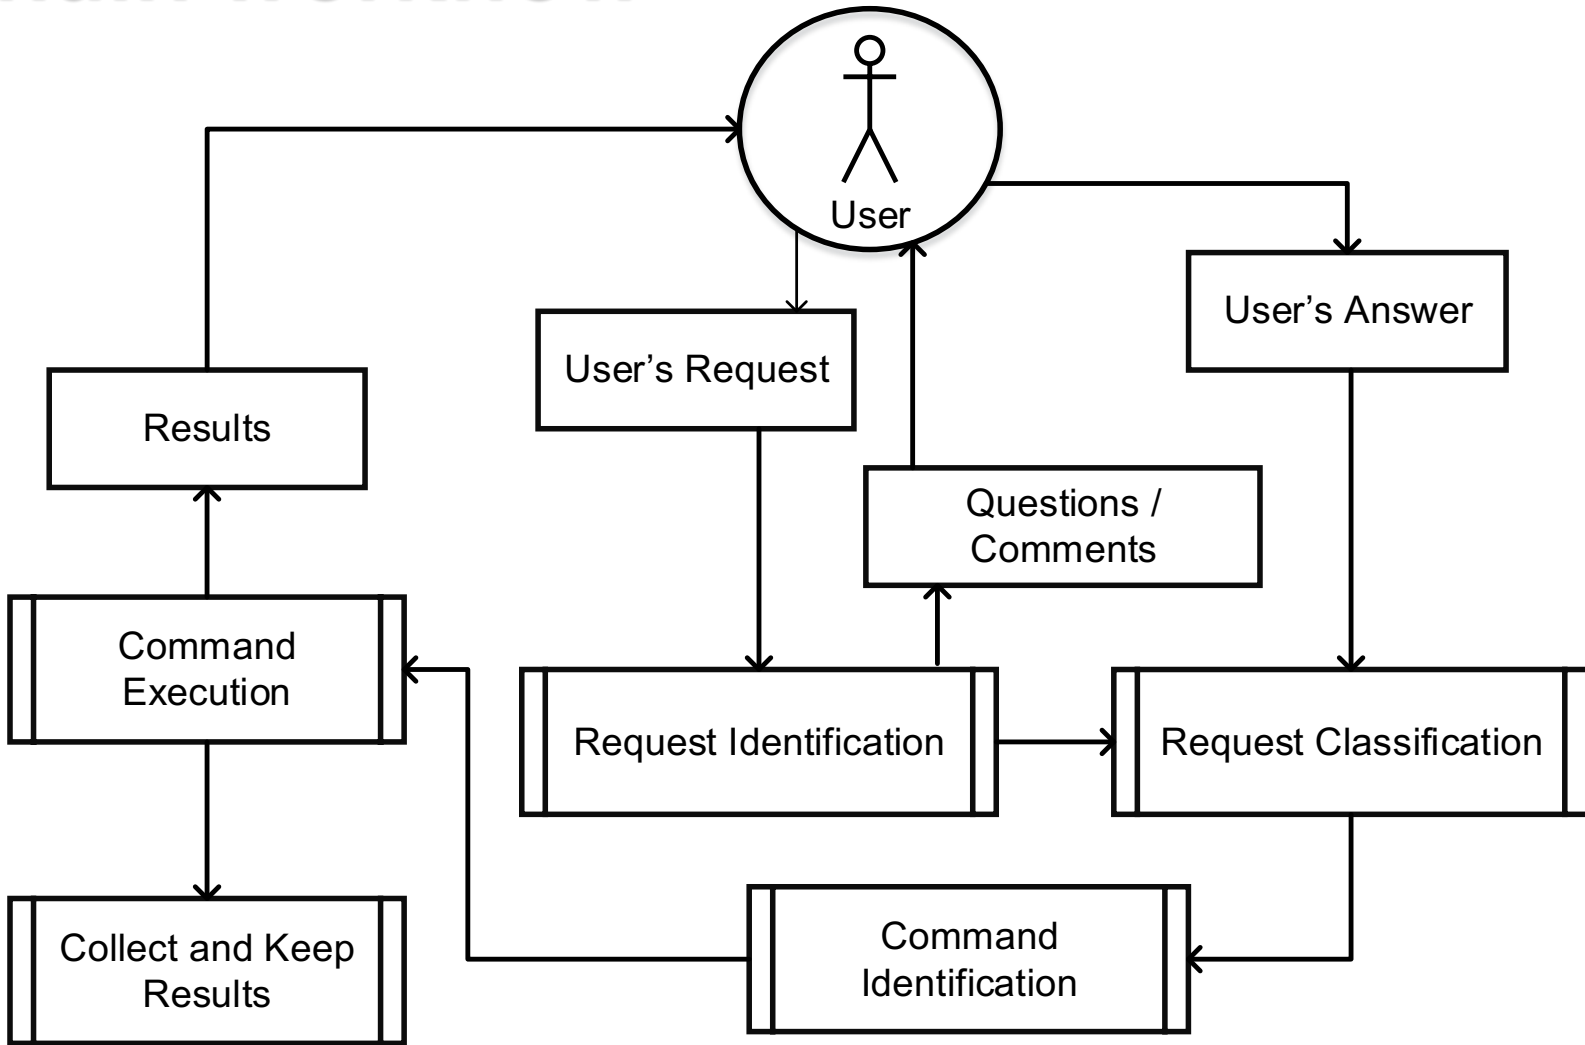 User
User's Answer
User's Request
Results
Questions /
Comments
Command
Execution
Request Identification
Request Classification
Command
Identification
Collect and Keep
Results